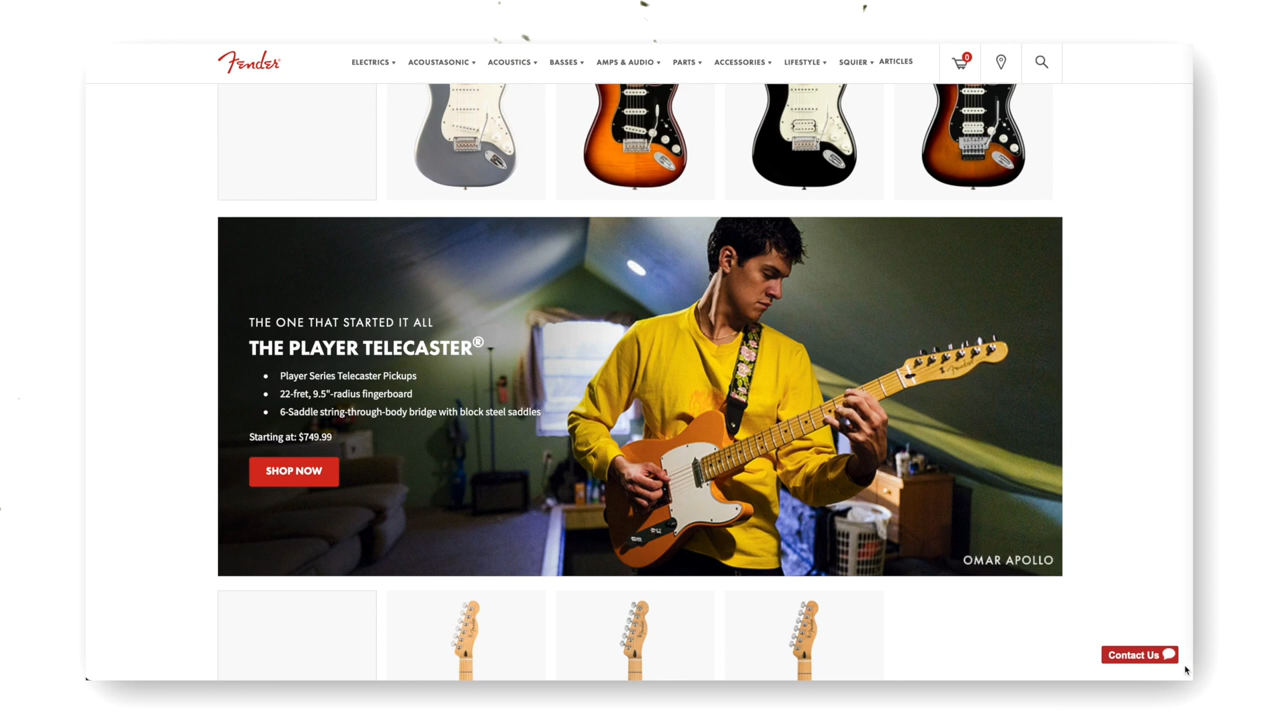 Fender
ELECTRICS ACOUSTASONIC ACOUSTICS BASSES AMPS & AUDIO PARTS ACCESSORIES LIFESTYLE SQUIER ARTICLES 0
THE ONE THAT STARTED IT ALL
THE PLAYER TELECASTER®
• Player Series Telecaster Pickups
• 22-fret, 9.5"-radius fingerboard
• 6-Saddle string-through-body bridge with block steel saddles
Starting at: $749.99
SHOP NOW
Fender
OMAR APOLLO
Contact Us